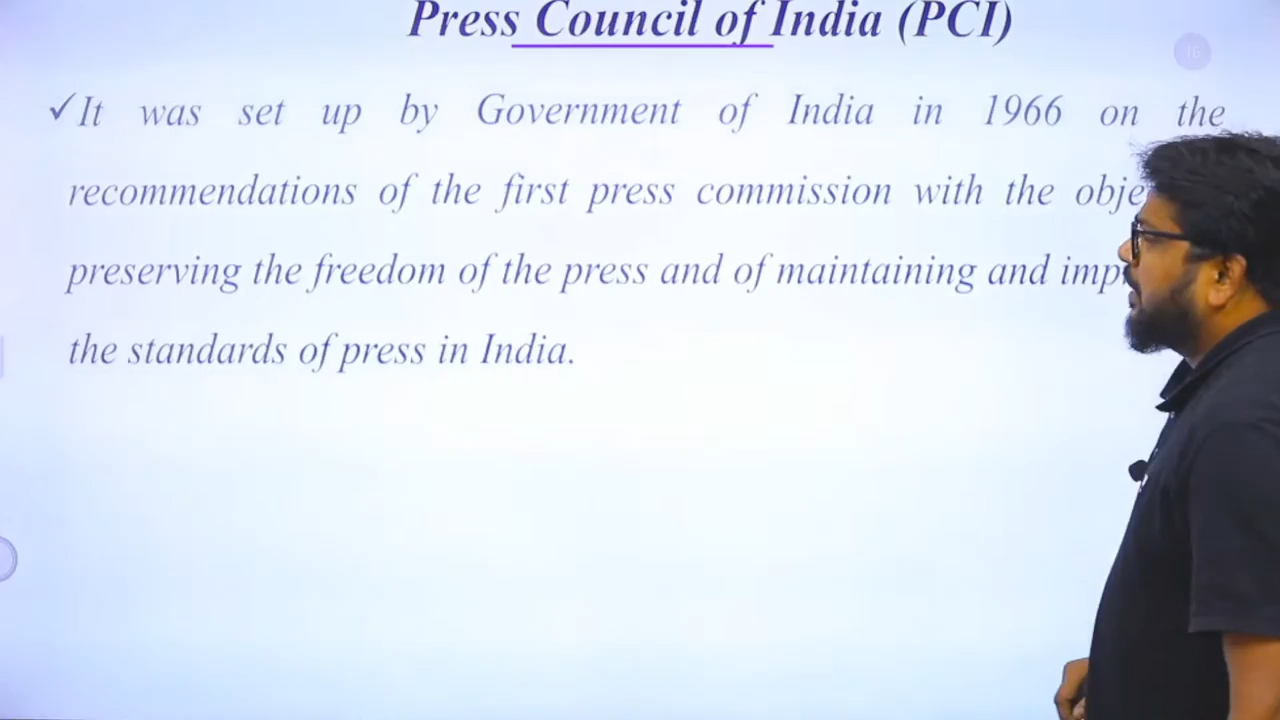 Press Council of India (PCI)
16
✓It was set up by Government of India in 1966 on the
recommendations of the first press commission with the
preserving the freedom of the press and of maintaining and
the standards of press in India.